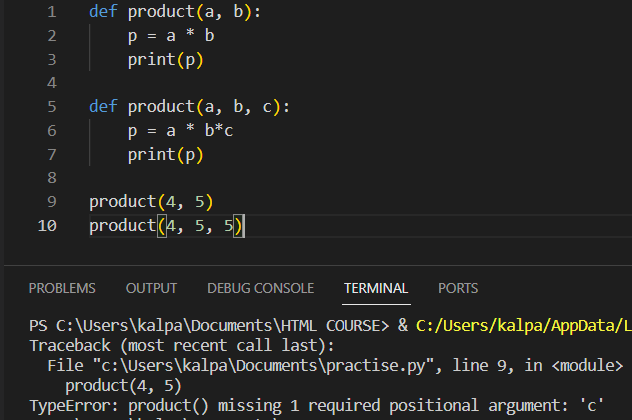 1 def product(a, b):
2     p = a * b
3     print(p)
4
5 def product(a, b, c):
6     p = a * b*c
7     print(p)
8
9 product(4, 5)
10 product(4, 5, 5)
PROBLEMS OUTPUT DEBUG CONSOLE TERMINAL PORTS
PS C:\Users\kalpa\Documents\HTML COURSE> & C:/Users/kalpa/AppData/L
Traceback (most recent call last):
  File "c:\Users\kalpa\Documents\practise.py", line 9, in <module>
    product(4, 5)
TypeError: product() missing 1 required positional argument: 'c'